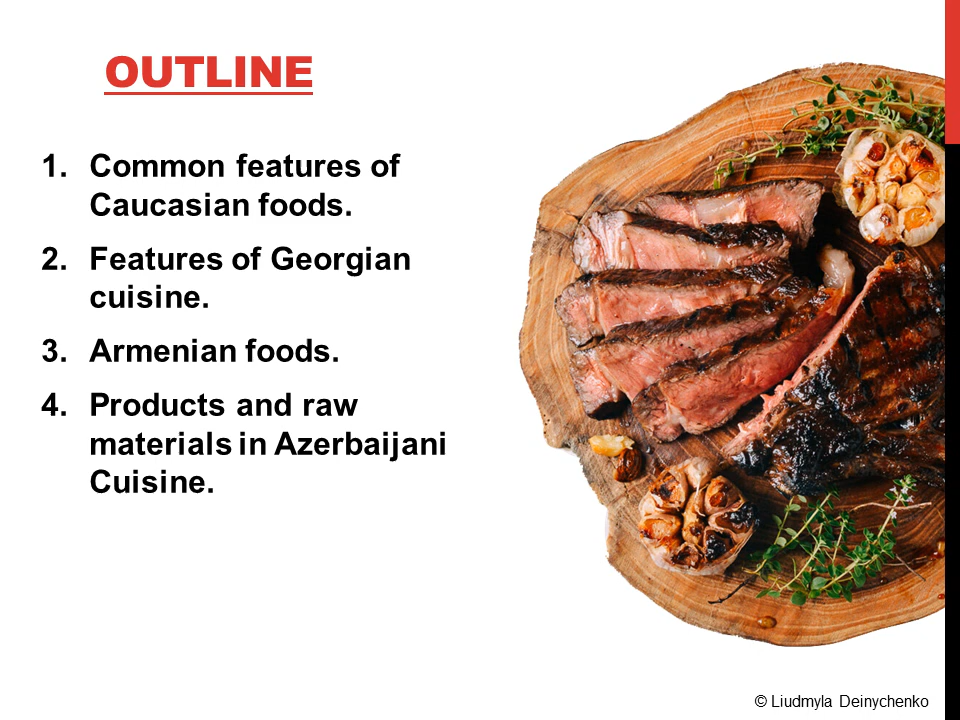 OUTLINE
1. Common features of
Caucasian foods.
2. Features of Georgian
cuisine.
3. Armenian foods.
4. Products and raw
materials in Azerbaijani
Cuisine.
© Liudmyla Deinychenko